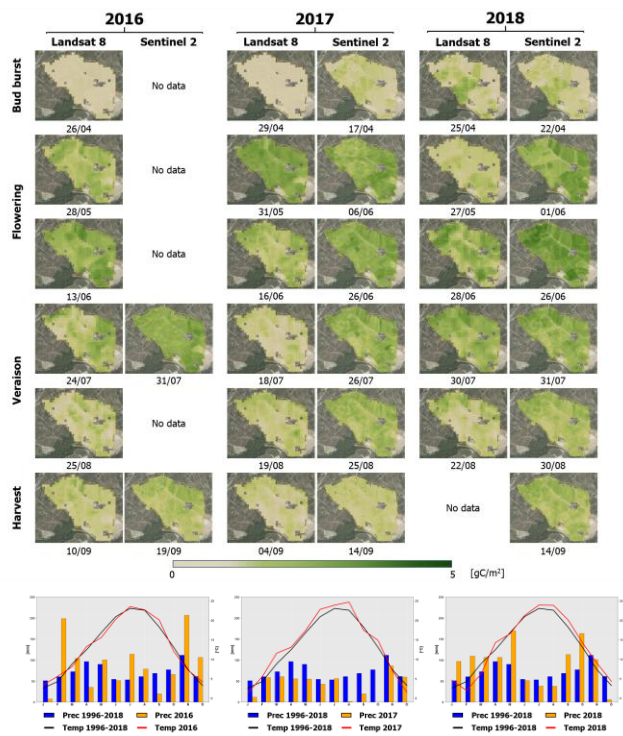 2016 2017 2018
Landsat 8 Sentinel 2 Landsat 8 Sentinel 2 Landsat 8 Sentinel 2
Bud burst
No data
26/04 29/04 17/04 25/04 22/04
Flowering
No data
28/05 31/05 06/06 27/05 01/06
No data
13/06 16/06 26/06 28/06 26/06
Veraison
24/07 31/07 18/07 26/07 30/07 31/07
No data
25/08 19/08 25/08 22/08 30/08
Harvest
No data
10/09 19/09 04/09 14/09 14/09
0 5 [gC/m²]
Prec 1996-2018 Prec 2016 Prec 1996-2018 Prec 2017 Prec 1996-2018 Prec 2018
Temp 1996-2018 Temp 2016 Temp 1996-2018 Temp 2017 Temp 1996-2018 Temp 2018